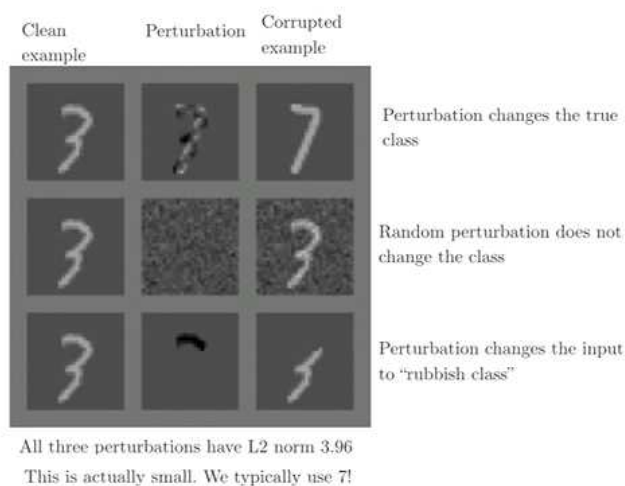 Clean
example
Perturbation
Corrupted
example
Perturbation changes the true
class
Random perturbation does not
change the class
Perturbation changes the input
to “rubbish class”
All three perturbations have L2 norm 3.96
This is actually small. We typically use 7!